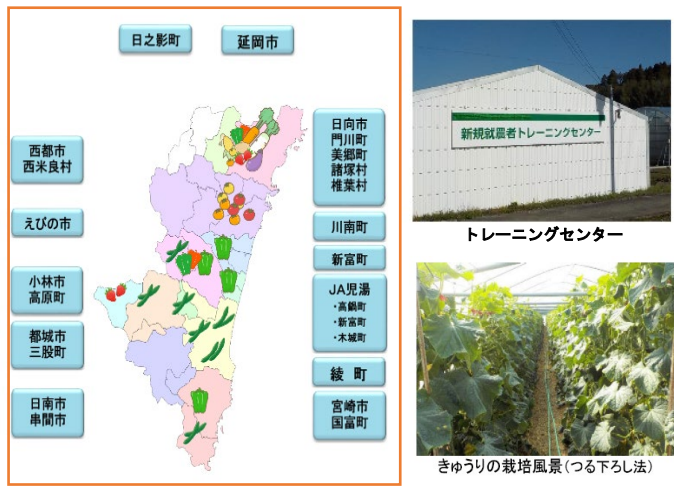 日之影町
延岡市
西都市
西米良村
えびの市
小林市
高原町
都城市
三股町
日南市
串間市
日向市
門川町
美郷町
諸塚村
椎葉村
川南町
新富町
JA児湯
・高鍋町
・新富町
・木城町
綾 町
宮崎市
国富町
新規就農者トレーニングセンター
トレーニングセンター
きゅうりの栽培風景（つる下ろし法）